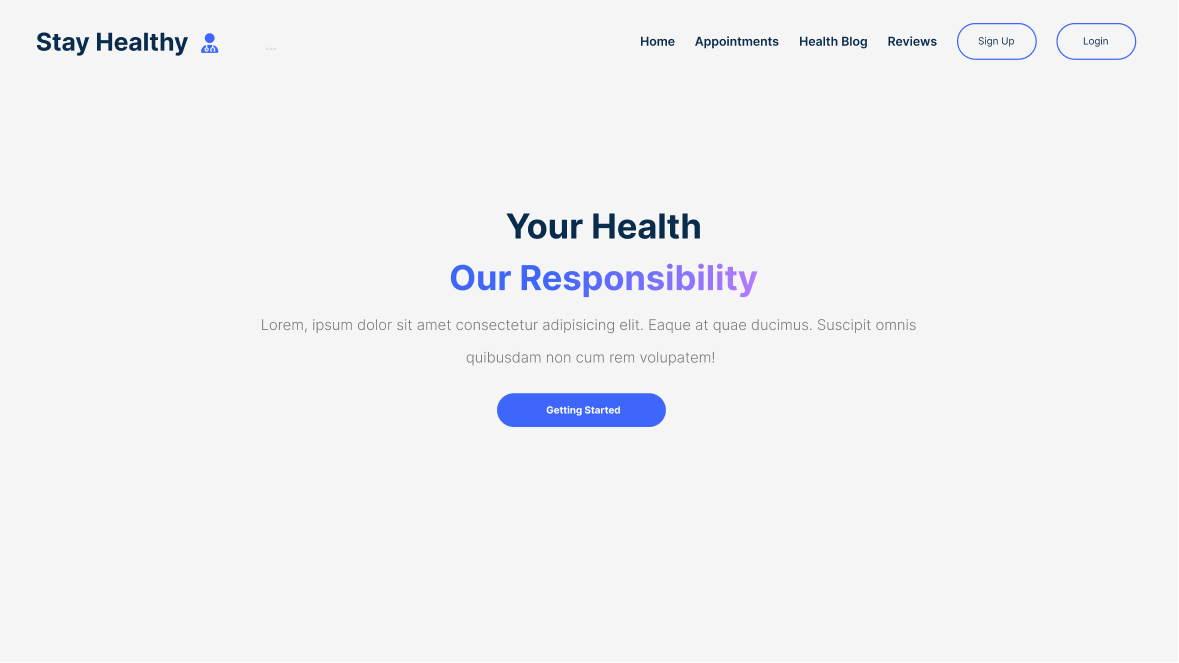 Stay Healthy
...
Home Appointments Health Blog Reviews Sign Up Login
Your Health
Our Responsibility
Lorem, ipsum dolor sit amet consectetur adipisicing elit. Eaque at quae ducimus. Suscipit omnis
quibusdam non cum rem volupatem!
Getting Started